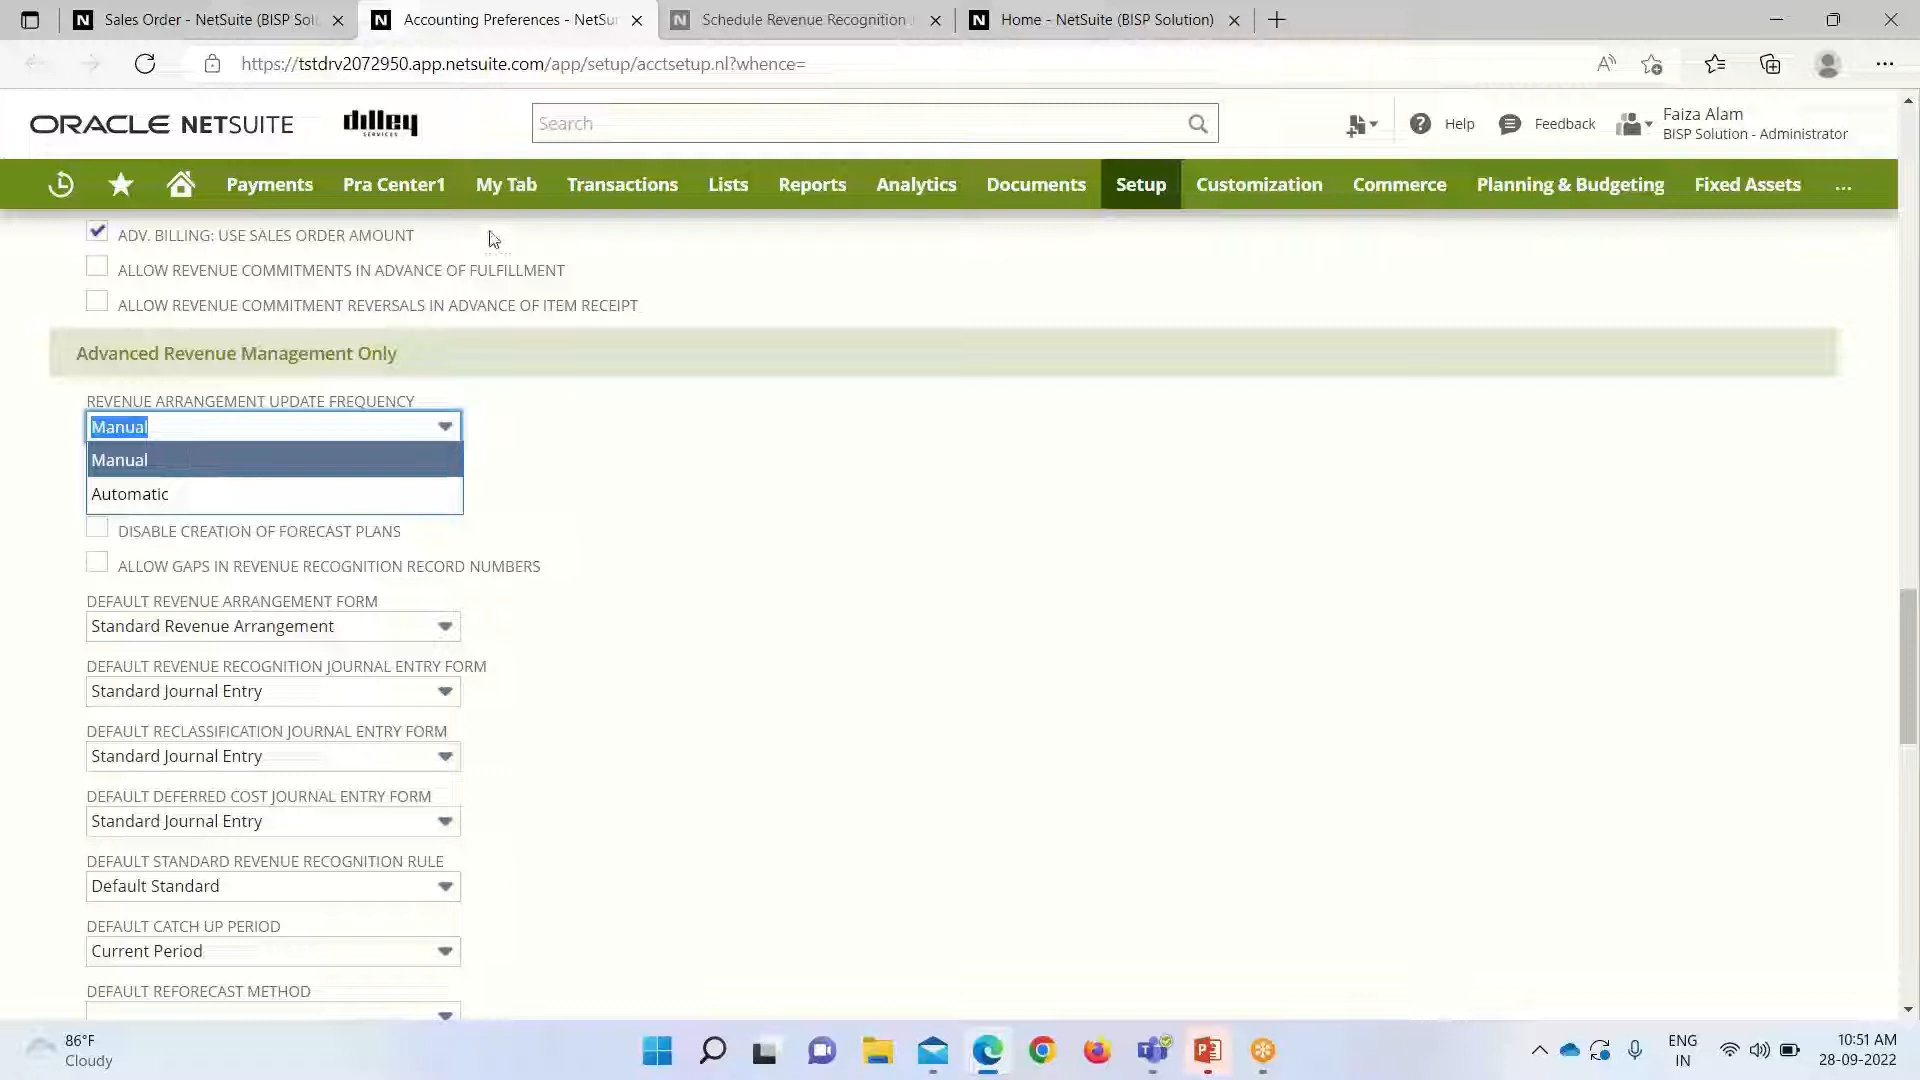 Sales Order - NetSuite (BISP Sol
Accounting Preferences - NetSu
Schedule Revenue Recognition
Home - NetSuite (BISP Solution)
https://tstdrv2072950.app.netsuite.com/app/setup/acctsetup.nl?whence=
ORACLE NETSUITE
dilley
SERVICES
Search
Help
Feedback
Faiza Alam
BISP Solution - Administrator
Payments
Pra Center1
My Tab
Transactions
Lists
Reports
Analytics
Documents
Setup
Customization
Commerce
Planning & Budgeting
Fixed Assets
...
ADV. BILLING: USE SALES ORDER AMOUNT
ALLOW REVENUE COMMITMENTS IN ADVANCE OF FULFILLMENT
ALLOW REVENUE COMMITMENT REVERSALS IN ADVANCE OF ITEM RECEIPT
Advanced Revenue Management Only
REVENUE ARRANGEMENT UPDATE FREQUENCY
Manual
Manual
Automatic
DISABLE CREATION OF FORECAST PLANS
ALLOW GAPS IN REVENUE RECOGNITION RECORD NUMBERS
DEFAULT REVENUE ARRANGEMENT FORM
Standard Revenue Arrangement
DEFAULT REVENUE RECOGNITION JOURNAL ENTRY FORM
Standard Journal Entry
DEFAULT RECLASSIFICATION JOURNAL ENTRY FORM
Standard Journal Entry
DEFAULT DEFERRED COST JOURNAL ENTRY FORM
Standard Journal Entry
DEFAULT STANDARD REVENUE RECOGNITION RULE
Default Standard
DEFAULT CATCH UP PERIOD
Current Period
DEFAULT REFORECAST METHOD
86°F
Cloudy
ENG
IN
10:51 AM
28-09-2022